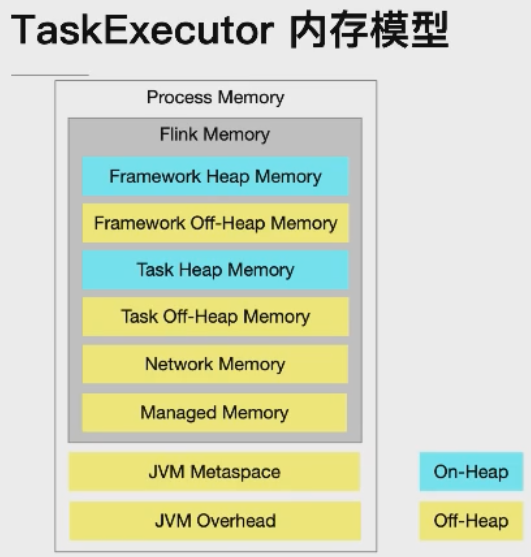 TaskExecutor 内存模型
Process Memory
Flink Memory
Framework Heap Memory
Framework Off-Heap Memory
Task Heap Memory
Task Off-Heap Memory
Network Memory
Managed Memory
JVM Metaspace
On-Heap
JVM Overhead
Off-Heap